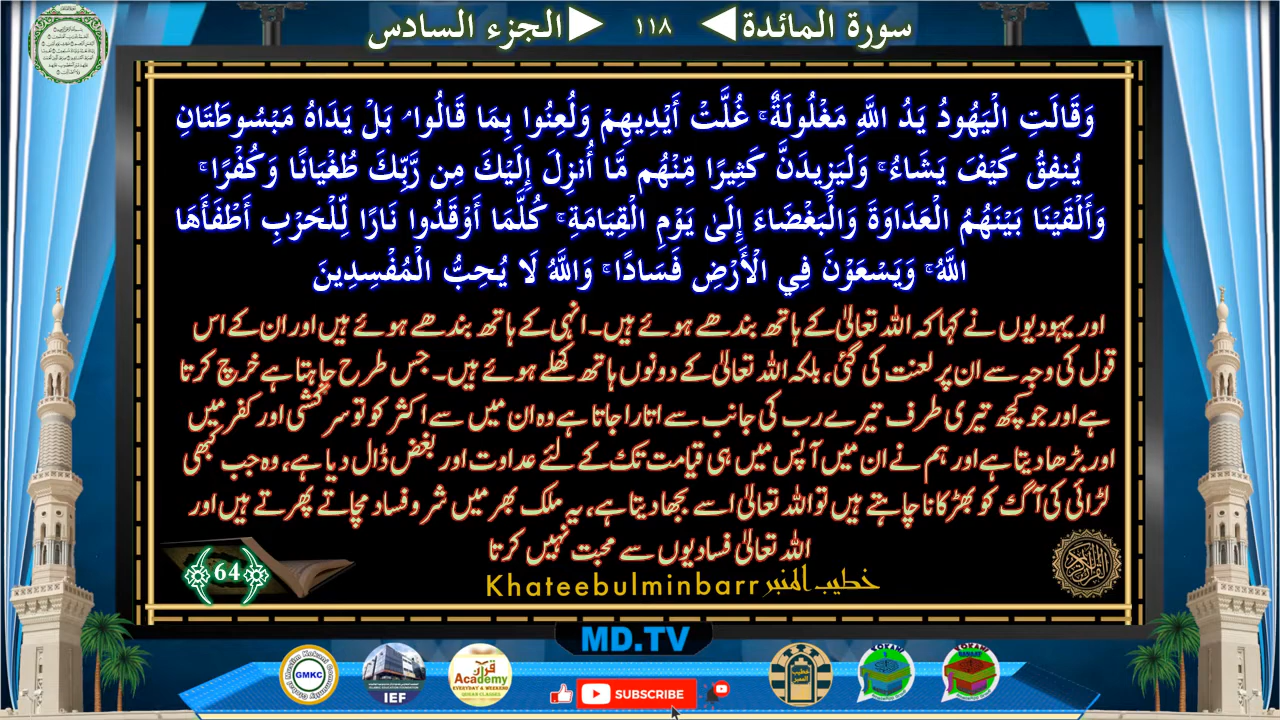 سورة المائدة ١١٨ الجزء السادس
وَقَالَتِ الْيَهُودُ يَدُ اللَّهِ مَغْلُولَةٌ ۚ غُلَّتْ أَيْدِيهِمْ وَلُعِنُوا بِمَا قَالُوا ۘ بَلْ يَدَاهُ مَبْسُوطَتَانِ
يُنفِقُ كَيْفَ يَشَاءُ ۚ وَلَيَزِيدَنَّ كَثِيرًا مِّنْهُم مَّا أُنزِلَ إِلَيْكَ مِن رَّبِّكَ طُغْيَانًا وَكُفْرًا ۚ
وَأَلْقَيْنَا بَيْنَهُمُ الْعَدَاوَةَ وَالْبَغْضَاءَ إِلَىٰ يَوْمِ الْقِيَامَةِ ۚ كُلَّمَا أَوْقَدُوا نَارًا لِّلْحَرْبِ أَطْفَأَهَا
اللَّهُ ۚ وَيَسْعَوْنَ فِي الْأَرْضِ فَسَادًا ۚ وَاللَّهُ لَا يُحِبُّ الْمُفْسِدِينَ
اور یہودیوں نے کہا کہ اللہ تعالیٰ کے ہاتھ بندھے ہوئے ہیں۔ انہی کے ہاتھ بندھے ہوئے ہیں اور ان کے اس
قول کی وجہ سے ان پر لعنت کی گئی، بلکہ اللہ تعالیٰ کے دونوں ہاتھ کھلے ہوئے ہیں۔ جس طرح چاہتا ہے خرچ کرتا
ہے اور جو کچھ تیری طرف تیرے رب کی جانب سے اتارا جاتا ہے وہ ان میں سے اکثر کو تو سرکشی اور کفر میں
اور بڑھا دیتا ہے اور ہم نے ان میں آپس میں ہی قیامت تک کے لئے عداوت اور بغض ڈال دیا ہے، وہ جب کبھی
لڑائی کی آگ کو بھڑکانا چاہتے ہیں تو اللہ تعالیٰ اسے بجھا دیتا ہے، یہ ملک بھر میں شر و فساد مچاتے پھرتے ہیں اور
اللہ تعالیٰ فسادیوں سے محبت نہیں کرتا
64
Khateebulminbarr خطيب المنبر
MD.TV
GMKC
IEF
قرآن
Academy
EVERYDAY & WEEKEND
QURAN CLASSES
SUBSCRIBE